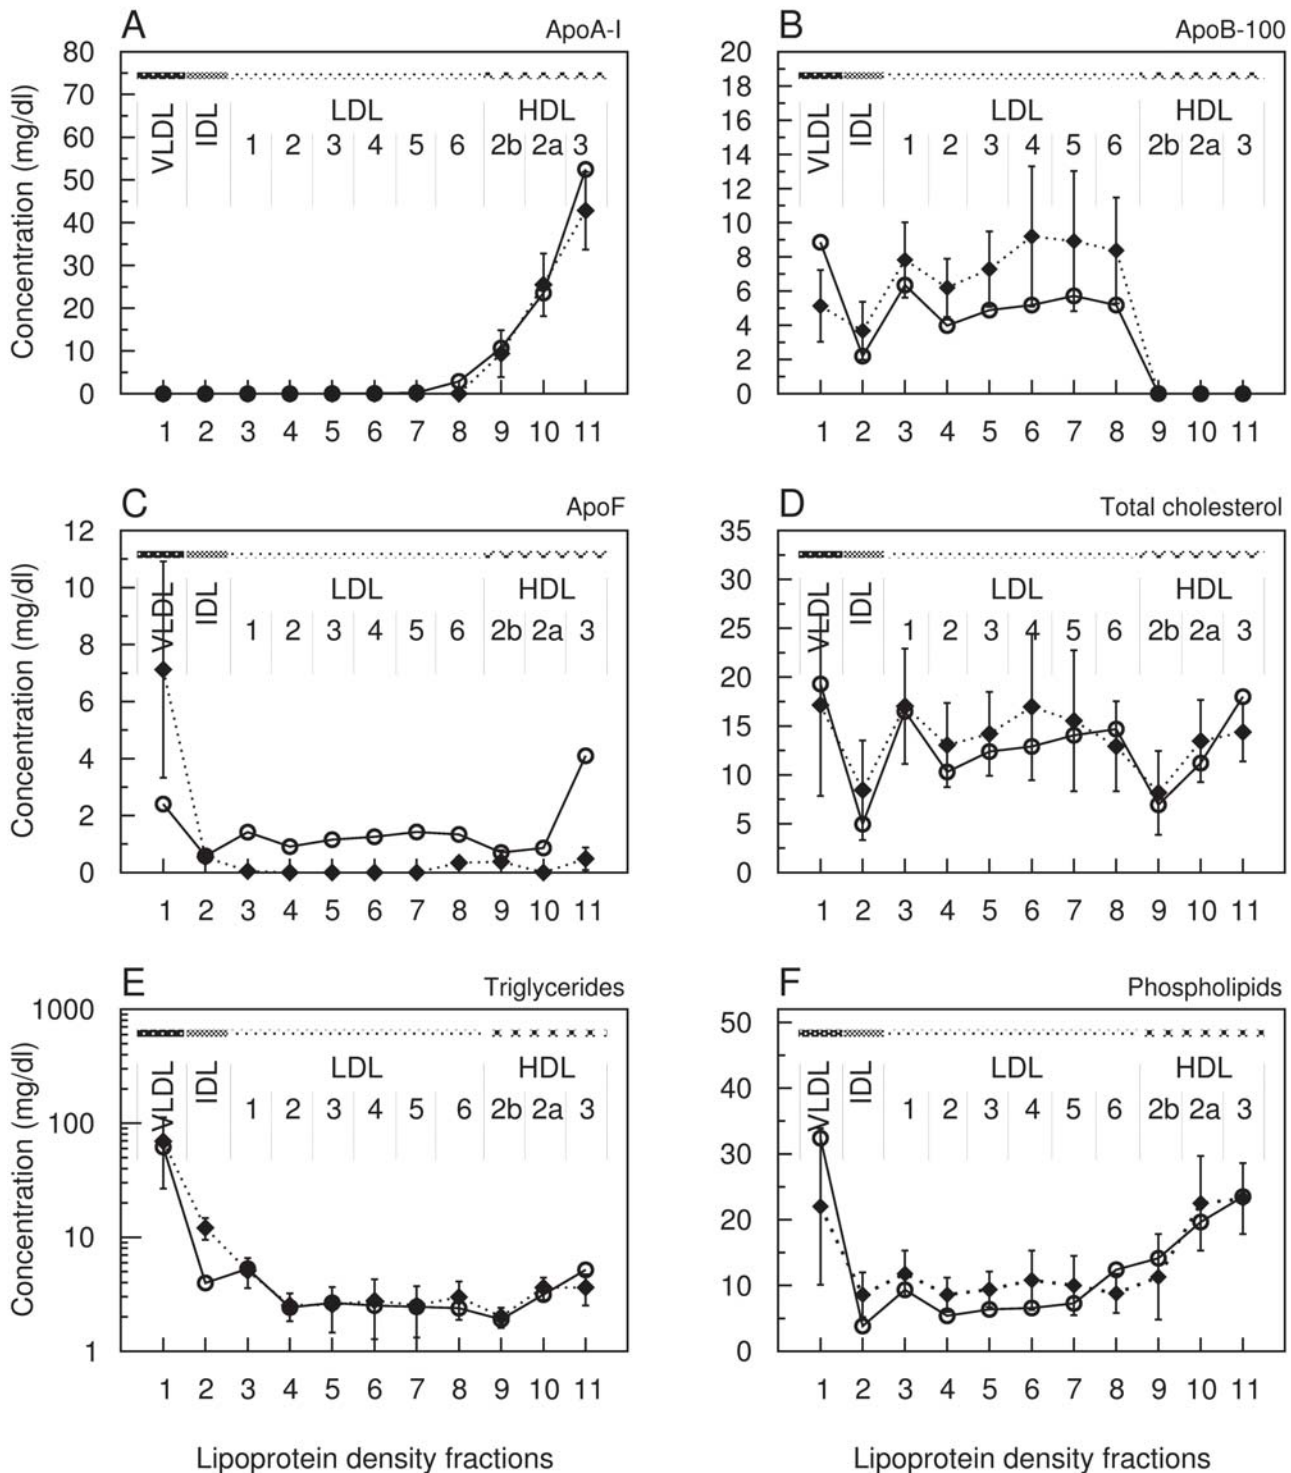 A ApoA-I
Concentration (mg/dl)
80
70
60
50
40
30
20
10
0
VLDL IDL LDL HDL
1 2 3 4 5 6 2b 2a 3
1 2 3 4 5 6 7 8 9 10 11
B ApoB-100
20
18
16
14
12
10
8
6
4
2
0
VLDL IDL LDL HDL
1 2 3 4 5 6 2b 2a 3
1 2 3 4 5 6 7 8 9 10 11
C ApoF
Concentration (mg/dl)
12
10
8
6
4
2
0
VLDL IDL LDL HDL
1 2 3 4 5 6 2b 2a 3
1 2 3 4 5 6 7 8 9 10 11
D Total cholesterol
35
30
25
20
15
10
5
0
VLDL IDL LDL HDL
1 2 3 4 5 6 2b 2a 3
1 2 3 4 5 6 7 8 9 10 11
E Triglycerides
Concentration (mg/dl)
1000
100
10
1
VLDL IDL LDL HDL
1 2 3 4 5 6 2b 2a 3
1 2 3 4 5 6 7 8 9 10 11
Lipoprotein density fractions
F Phospholipids
50
40
30
20
10
0
VLDL IDL LDL HDL
1 2 3 4 5 6 2b 2a 3
1 2 3 4 5 6 7 8 9 10 11
Lipoprotein density fractions